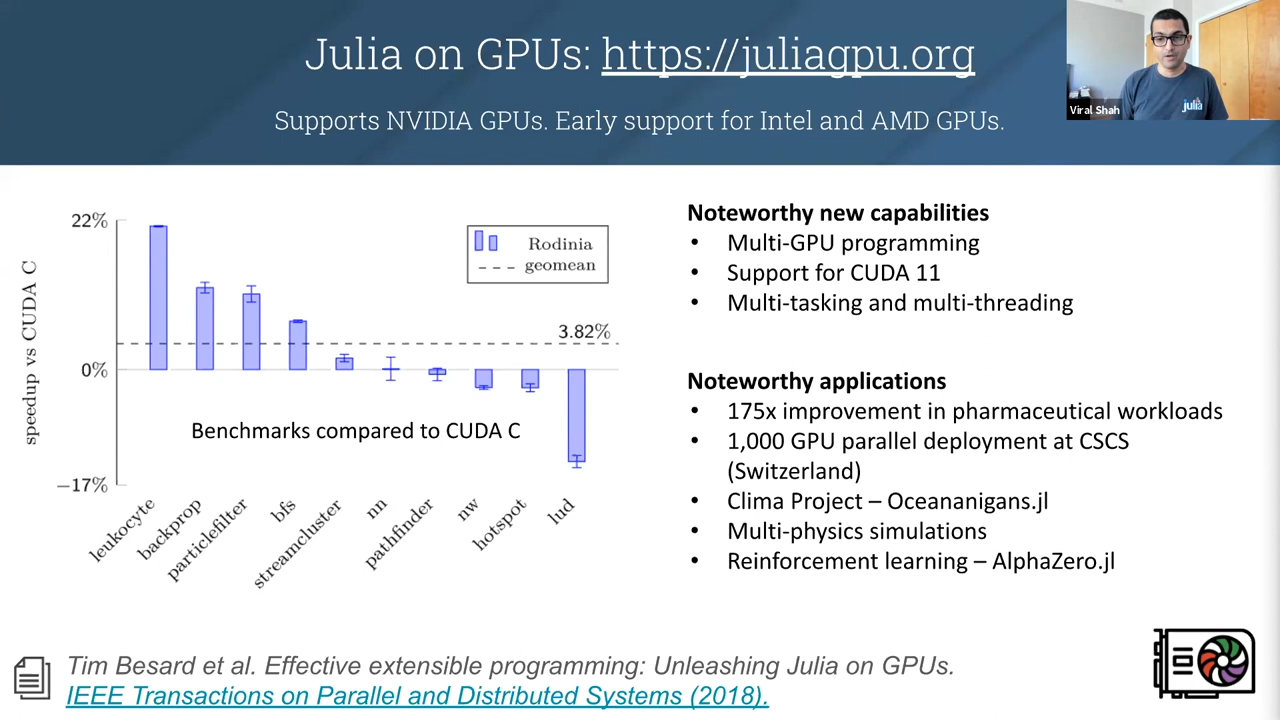 Julia on GPUs: https://juliagpu.org
Supports NVIDIA GPUs. Early support for Intel and AMD GPUs.
Viral Shah
julia
22%
0%
−17%
speedup vs CUDA C
Rodinia
geomean
3.82%
Benchmarks compared to CUDA C
leukocyte
backprop
particlefilter
bfs
streamcluster
nn
pathfinder
nw
hotspot
lud
Noteworthy new capabilities
• Multi-GPU programming
• Support for CUDA 11
• Multi-tasking and multi-threading
Noteworthy applications
• 175x improvement in pharmaceutical workloads
• 1,000 GPU parallel deployment at CSCS
(Switzerland)
• Clima Project – Oceananigans.jl
• Multi-physics simulations
• Reinforcement learning – AlphaZero.jl
Tim Besard et al. Effective extensible programming: Unleashing Julia on GPUs.
IEEE Transactions on Parallel and Distributed Systems (2018).